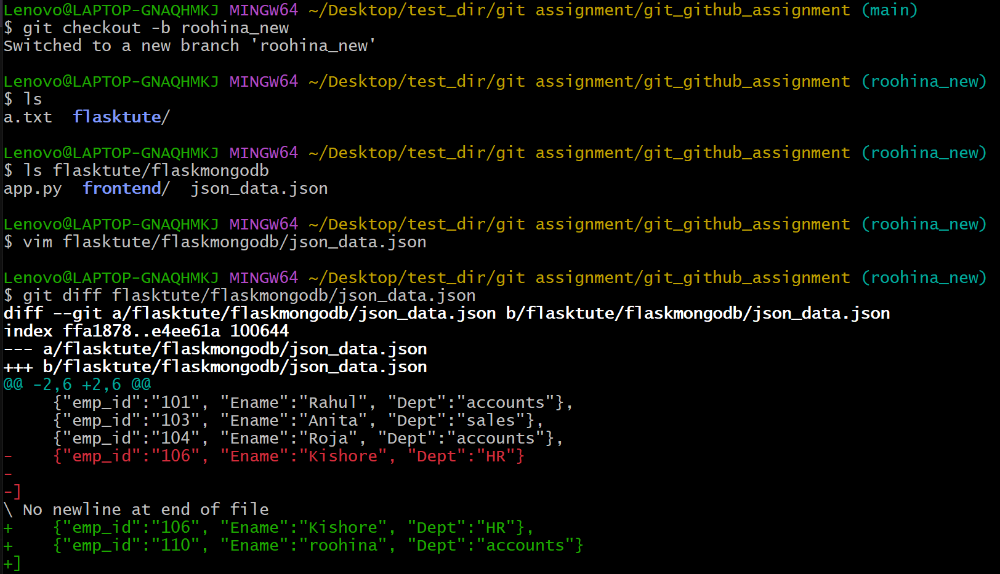 Lenovo@LAPTOP-GNAQHMKJ MINGW64 ~/Desktop/test_dir/git assignment/git_github_assignment (main)
$ git checkout -b roohina_new
Switched to a new branch 'roohina_new'

Lenovo@LAPTOP-GNAQHMKJ MINGW64 ~/Desktop/test_dir/git assignment/git_github_assignment (roohina_new)
$ ls
a.txt  flasktute/

Lenovo@LAPTOP-GNAQHMKJ MINGW64 ~/Desktop/test_dir/git assignment/git_github_assignment (roohina_new)
$ ls flasktute/flaskmongodb
app.py  frontend/  json_data.json

Lenovo@LAPTOP-GNAQHMKJ MINGW64 ~/Desktop/test_dir/git assignment/git_github_assignment (roohina_new)
$ vim flasktute/flaskmongodb/json_data.json

Lenovo@LAPTOP-GNAQHMKJ MINGW64 ~/Desktop/test_dir/git assignment/git_github_assignment (roohina_new)
$ git diff flasktute/flaskmongodb/json_data.json
diff --git a/flasktute/flaskmongodb/json_data.json b/flasktute/flaskmongodb/json_data.json
index ffa1878..e4ee61a 100644
--- a/flasktute/flaskmongodb/json_data.json
+++ b/flasktute/flaskmongodb/json_data.json
@@ -2,6 +2,6 @@
     {"emp_id":"101", "Ename":"Rahul", "Dept":"accounts"},
     {"emp_id":"103", "Ename":"Anita", "Dept":"sales"},
     {"emp_id":"104", "Ename":"Roja", "Dept":"accounts"},
-    {"emp_id":"106", "Ename":"Kishore", "Dept":"HR"}
-
-]
\ No newline at end of file
+    {"emp_id":"106", "Ename":"Kishore", "Dept":"HR"},
+    {"emp_id":"110", "Ename":"roohina", "Dept":"accounts"}
+]